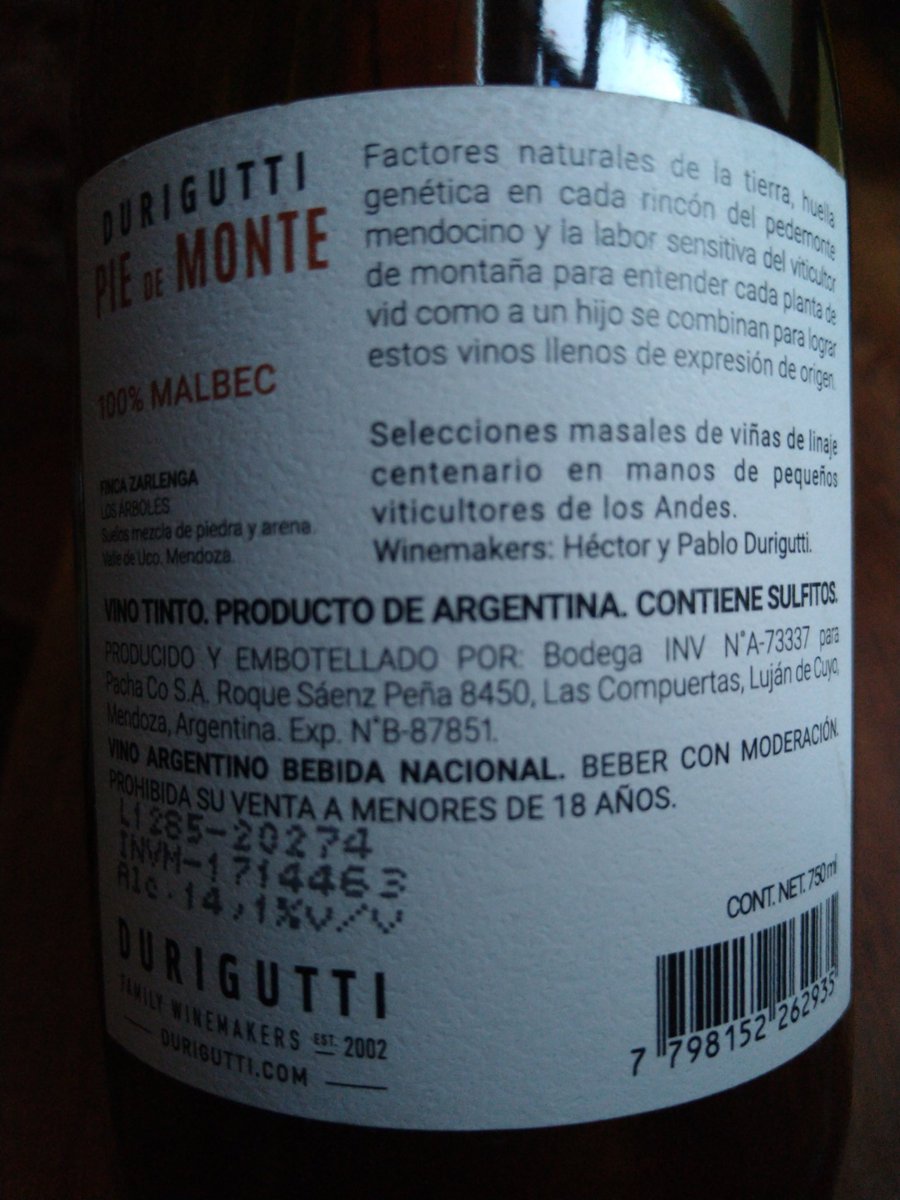 DURIGUTTI
PIE DE MONTE
100% MALBEC
FINCA ZARLENGA
LOS ÁRBOLES
Suelos mezcla de piedra y arena.
Valle de Uco. Mendoza.
Factores naturales de la tierra, huella
genética en cada rincón del pedemonte
mendocino y la labor sensitiva del viticultor
de montaña para entender cada planta de
vid como a un hijo se combinan para lograr
estos vinos llenos de expresión de origen.
Selecciones masales de viñas de linaje
centenario en manos de pequeños
viticultores de los Andes.
Winemakers: Héctor y Pablo Durigutti.
VINO TINTO. PRODUCTO DE ARGENTINA. CONTIENE SULFITOS.
PRODUCIDO Y EMBOTELLADO POR: Bodega INV N°A-73337 para
Pacha Co S.A. Roque Sáenz Peña 8450, Las Compuertas, Luján de Cuyo,
Mendoza, Argentina. Exp. N°B-87851.
VINO ARGENTINO BEBIDA NACIONAL. BEBER CON MODERACIÓN.
PROHIBIDA SU VENTA A MENORES DE 18 AÑOS.
L1285-20274
INVM-1714463
Alc.14,1%v/v
CONT. NET. 750 ml
DURIGUTTI
FAMILY WINEMAKERS EST. 2002
DURIGUTTI.COM
7 798152 262935